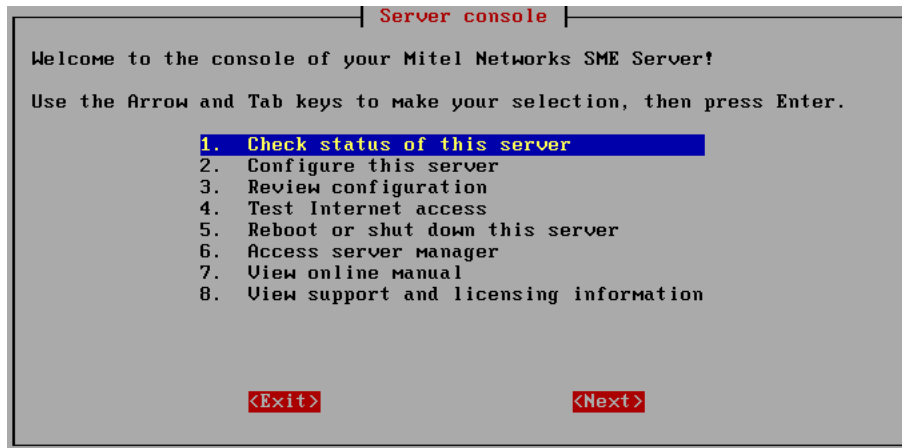 Server console
Welcome to the console of your Mitel Networks SME Server!
Use the Arrow and Tab keys to make your selection, then press Enter.
1. Check status of this server
2. Configure this server
3. Review configuration
4. Test Internet access
5. Reboot or shut down this server
6. Access server manager
7. View online manual
8. View support and licensing information
<Exit> <Next>